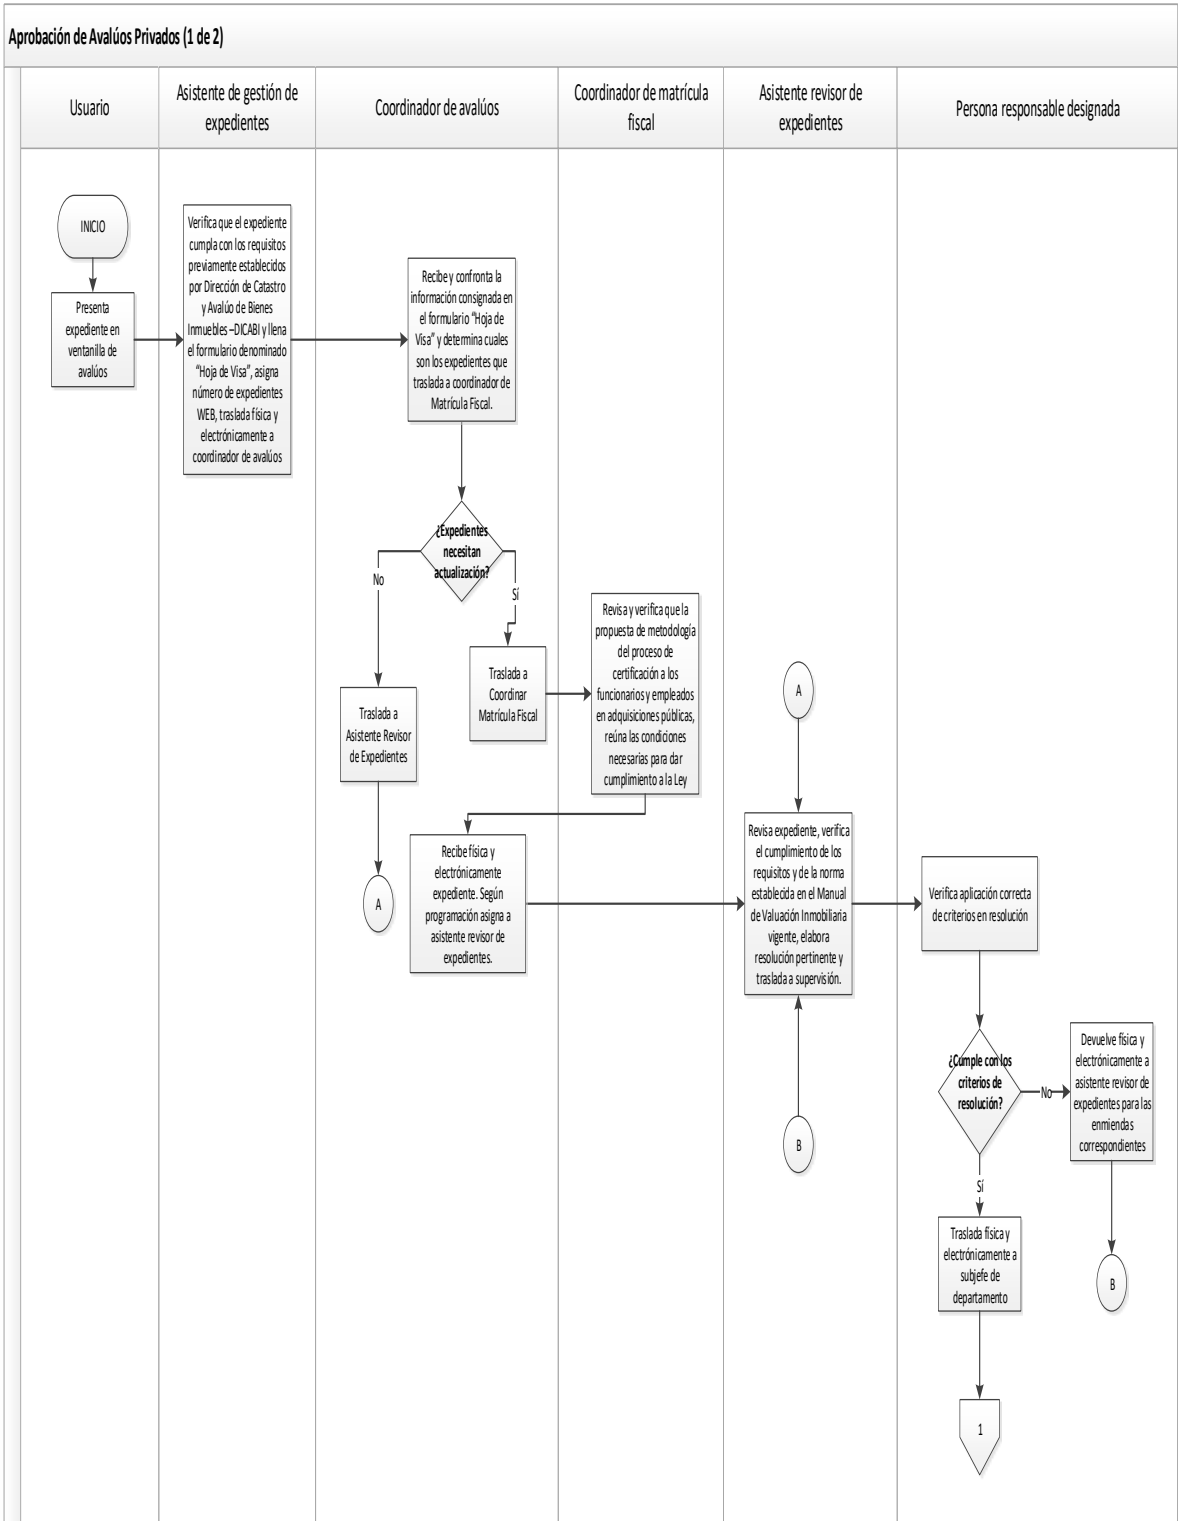 Aprobación de Avalúos Privados (1 de 2)
Usuario
Asistente de gestión de
expedientes
Coordinador de avalúos
Coordinador de matrícula
fiscal
Asistente revisor de
expedientes
Persona responsable designada
INICIO
Presenta
expediente en
ventanilla de
avalúos
Verifica que el expediente
cumpla con los requisitos
previamente establecidos
por Dirección de Catastro
y Avalúo de Bienes
Inmuebles –DICABI y llena
el formulario denominado
“Hoja de Visa”, asigna
número de expedientes
WEB, traslada física y
electrónicamente a
coordinador de avalúos
Recibe y confronta la
información consignada en
el formulario “Hoja de
Visa” y determina cuales
son los expedientes que
traslada a coordinador de
Matrícula Fiscal.
¿Expedientes
necesitan
actualización?
No
Sí
Traslada a
Asistente Revisor
de Expedientes
A
Traslada a
Coordinar
Matrícula Fiscal
Revisa y verifica que la
propuesta de metodología
del proceso de
certificación a los
funcionarios y empleados
en adquisiciones públicas,
reúna las condiciones
necesarias para dar
cumplimiento a la Ley
Recibe física y
electrónicamente
expediente. Según
programación asigna a
asistente revisor de
expedientes.
A
Revisa expediente, verifica
el cumplimiento de los
requisitos y de la norma
establecida en el Manual
de Valuación Inmobiliaria
vigente, elabora
resolución pertinente y
traslada a supervisión.
B
Verifica aplicación correcta
de criterios en resolución
¿Cumple con los
criterios de
resolución?
No
Devuelve física y
electrónicamente a
asistente revisor de
expedientes para las
enmiendas
correspondientes
B
Sí
Traslada física y
electrónicamente a
subjefe de
departamento
1